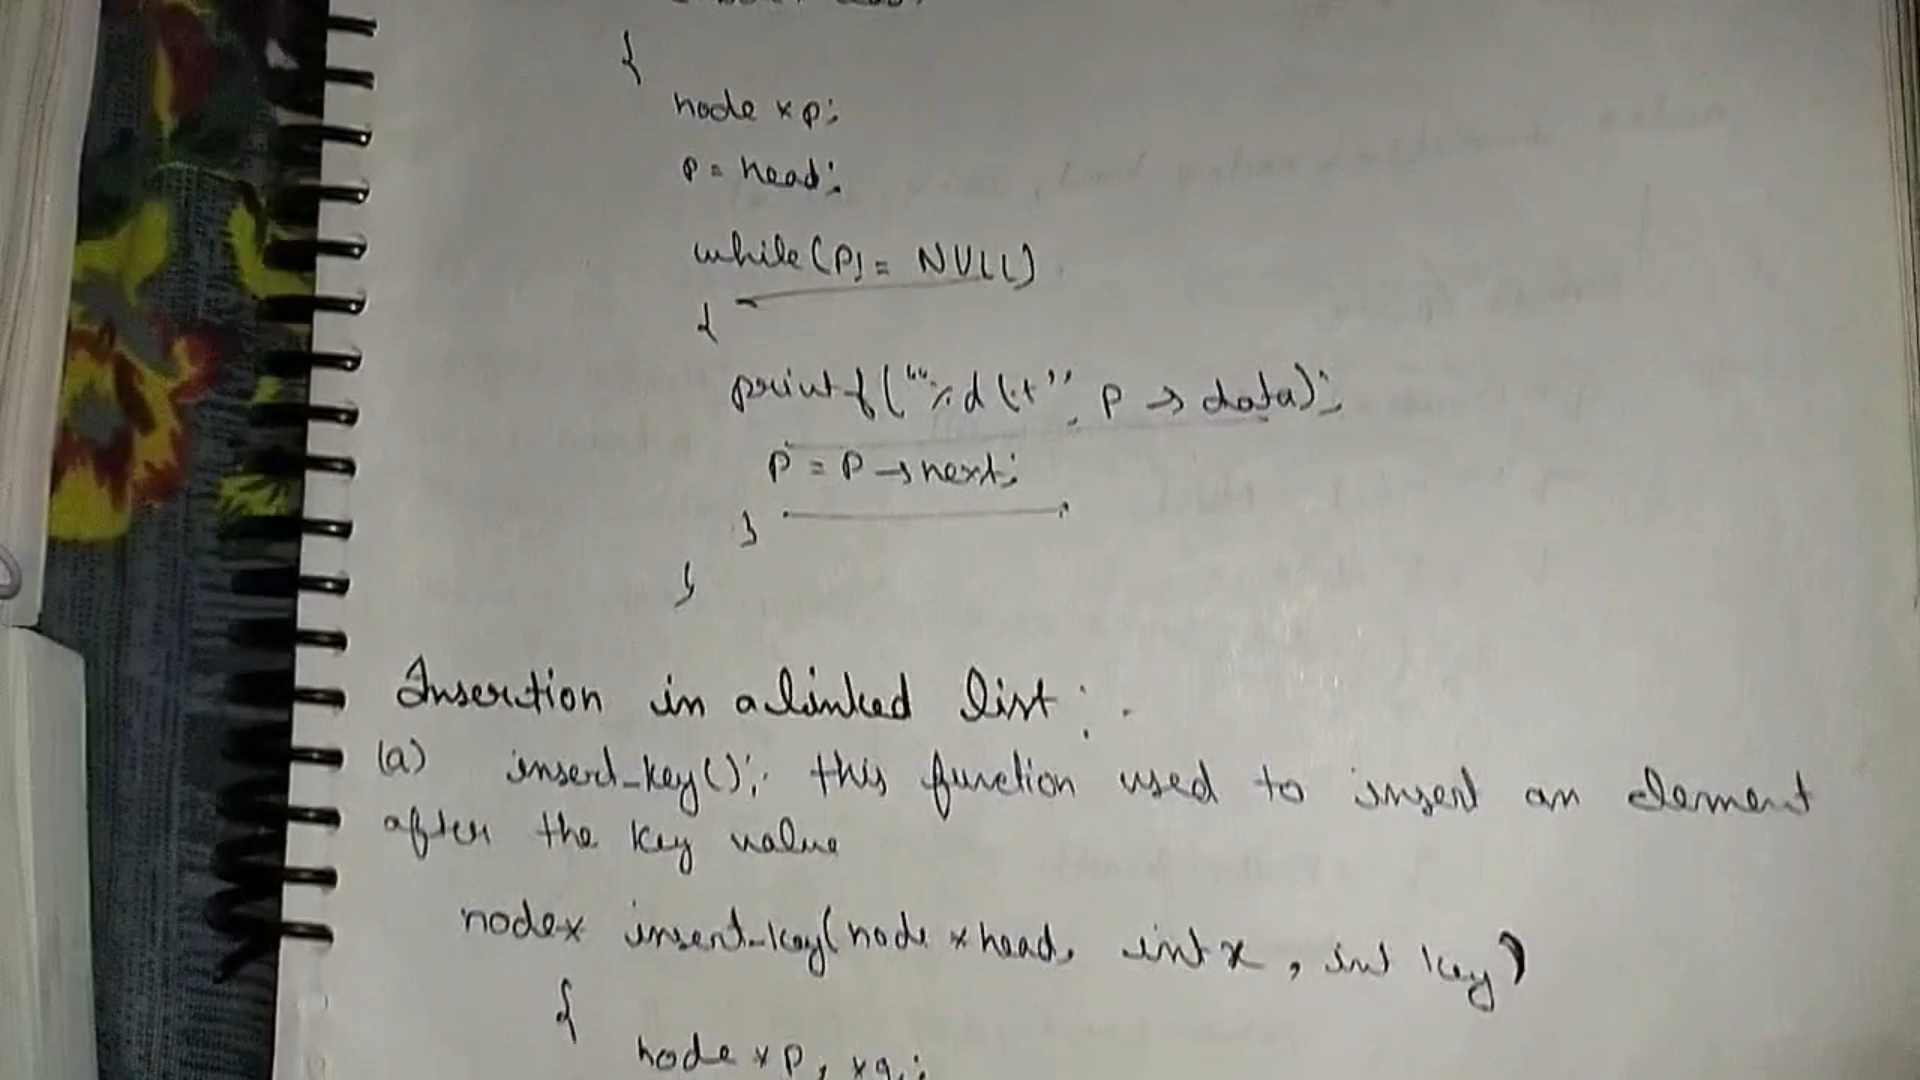 {
node *p;
p = head;
while(p!= NULL)
{
printf("%d\t", p → data);
p = p → next;
}
}
Insertion in a linked list:
(a) insert_key(): this function used to insert an element
after the key value
node* insert_key(node *head, int x, int key)
{
node *p, *q;